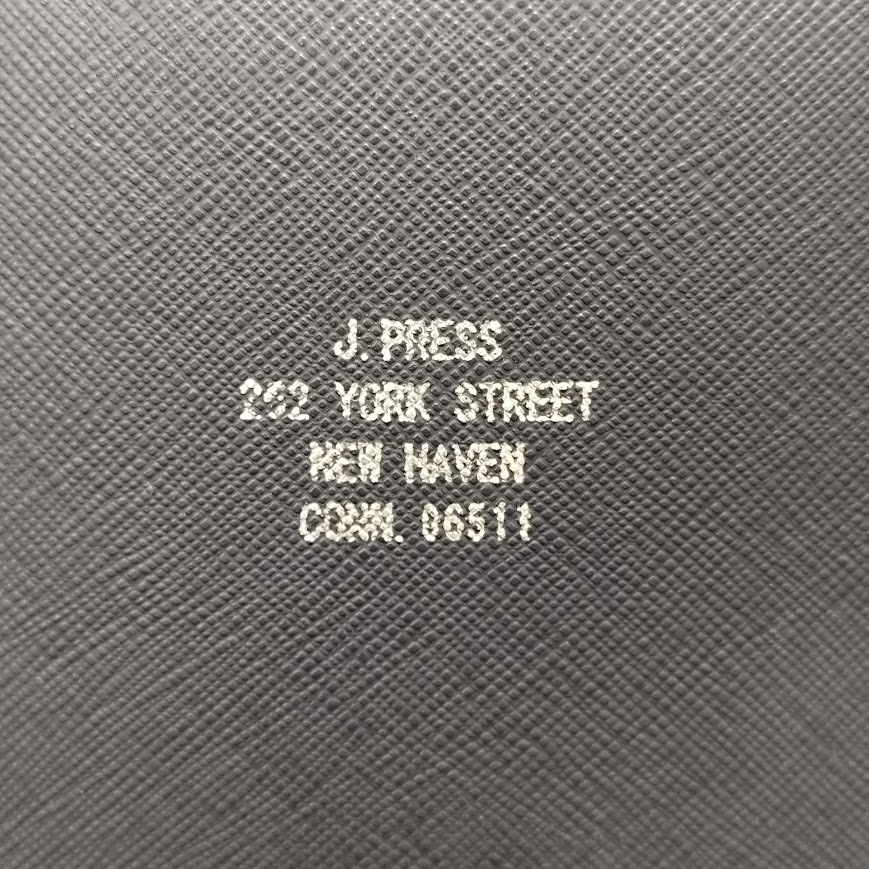 J. PRESS
262 YORK STREET
NEW HAVEN
CONN. 06511